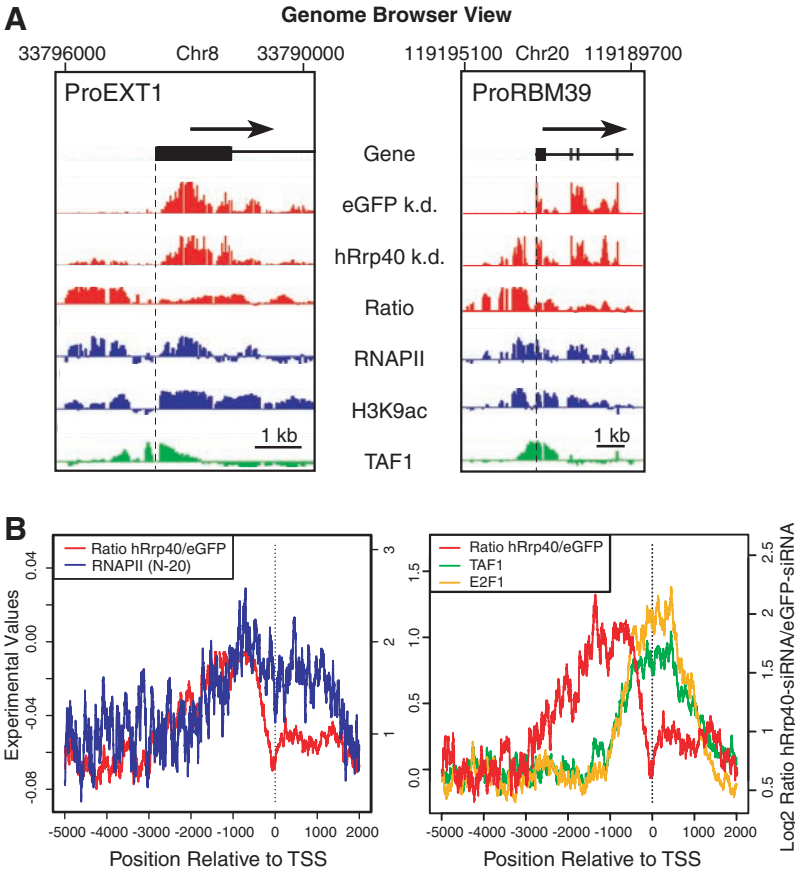 A
Genome Browser View
33796000 Chr8 33790000
119195100 Chr20 119189700
ProEXT1
ProRBM39
Gene
eGFP k.d.
hRrp40 k.d.
Ratio
RNAPII
H3K9ac
TAF1
1 kb
1 kb
B
Ratio hRrp40/eGFP
RNAPII (N-20)
Experimental Values
0.04
0.00
-0.04
-0.08
3
2
1
-5000 -4000 -3000 -2000 -1000 0 1000 2000
Position Relative to TSS
Ratio hRrp40/eGFP
TAF1
E2F1
1.5
1.0
0.5
0.0
2.5
2
1.5
1
0.5
Log2 Ratio hRrp40-siRNA/eGFP-siRNA
-5000 -4000 -3000 -2000 -1000 0 1000 2000
Position Relative to TSS